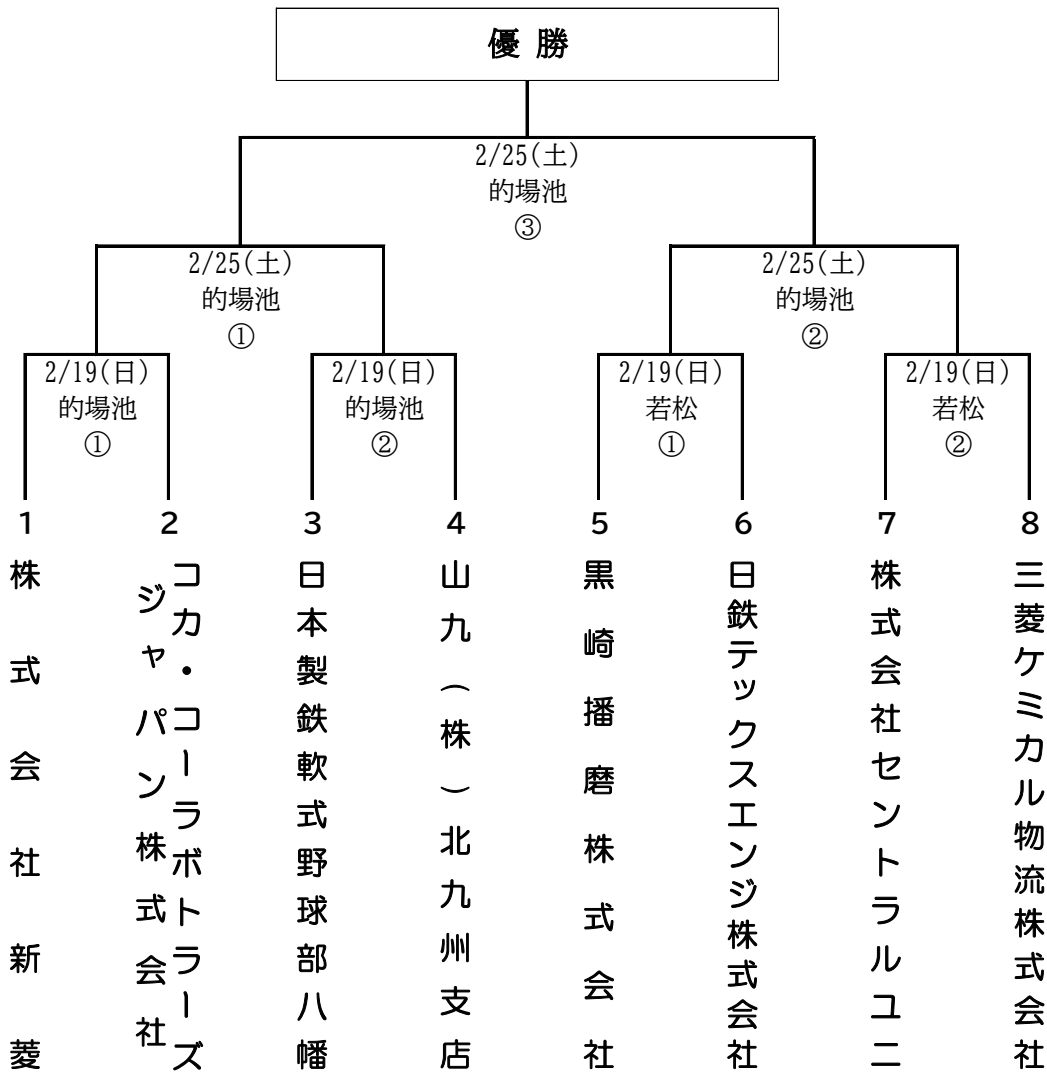 優勝
2/25(土)
的場池
③
2/25(土)
的場池
①
2/25(土)
的場池
②
2/19(日)
的場池
①
2/19(日)
的場池
②
2/19(日)
若松
①
2/19(日)
若松
②
1
2
3
4
5
6
7
8
株式会社新菱
コカ・コーラボトラーズ
ジャパン株式会社
日本製鉄軟式野球部八幡
山九(株)北九州支店
黒崎播磨株式会社
日鉄テックスエンジ株式会社
株式会社セントラルユニ
三菱ケミカル物流株式会社